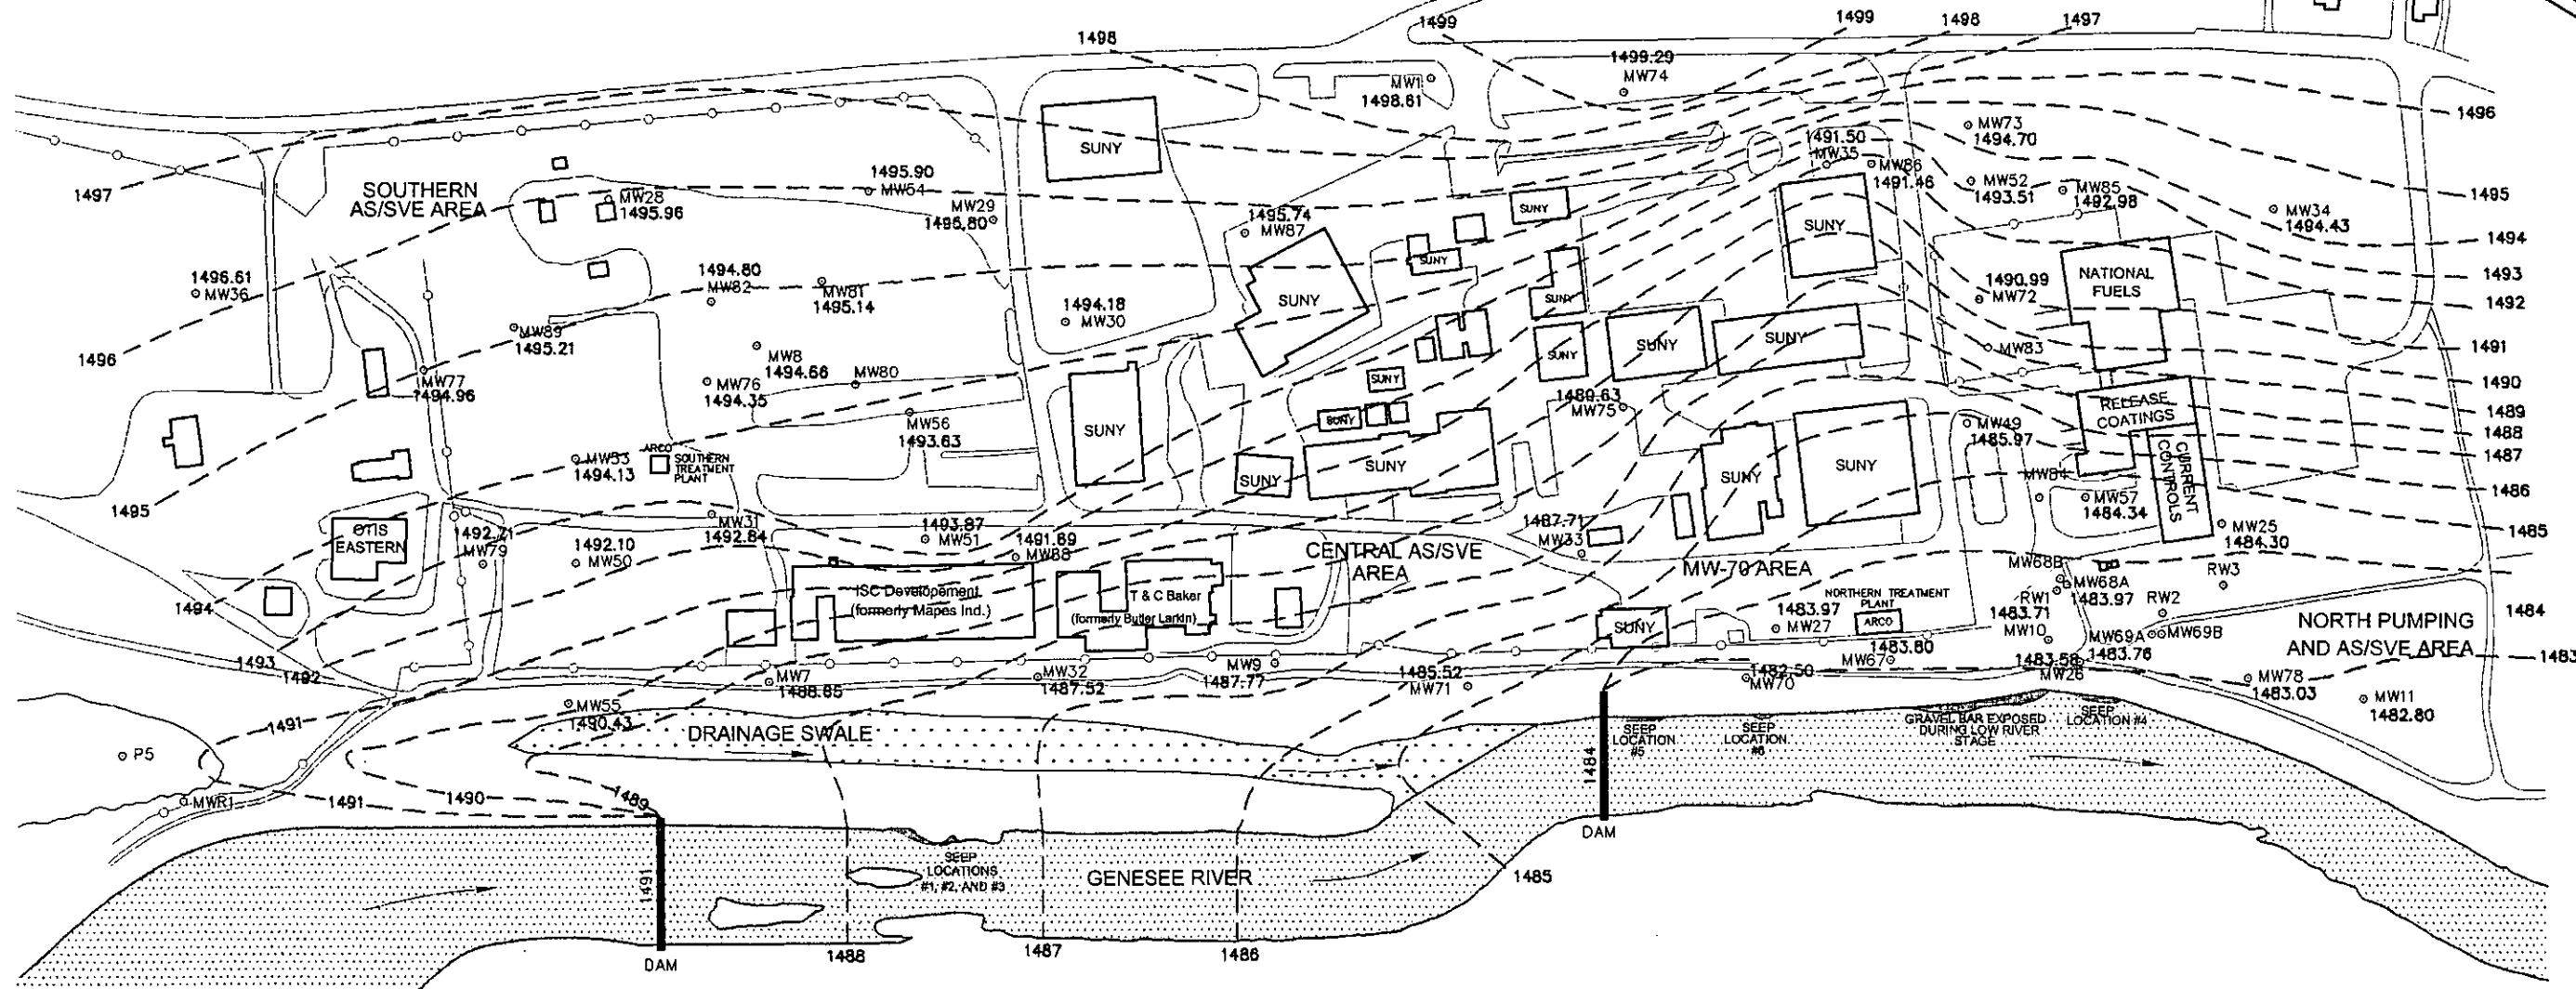 1499
1499
1498
1497
1498
1499.29
MW74
MW1
1498.61
1496
MW73
1494.70
1491.50
MW35
MW86
1491.46
MW52
1493.51
MW85
1492.98
1495
MW34
1494.43
1494
1497
SOUTHERN
AS/SVE AREA
MW28
1495.96
1495.90
MW54
MW29
1495.80
SUNY
1495.74
MW87
SUNY
SUNY
SUNY
1493
1492
1496.61
MW36
1494.80
MW82
MW81
1495.14
1494.18
MW30
SUNY
SUNY
1490.99
MW72
NATIONAL
FUELS
1496
MW89
1495.21
MW8
1494.66
SUNY
SUNY
SUNY
MW83
1491
MW77
1494.96
MW76
1494.35
MW80
SUNY
1490
1489
1488
1487
MW56
1493.63
SUNY
SUNY
1489.63
MW75
MW49
1485.97
RELEASE
COATINGS
CURRENT
CONTROLS
MW53
1494.13
ARCO
SOUTHERN
TREATMENT
PLANT
SUNY
SUNY
SUNY
SUNY
MW84
MW57
1484.34
1486
1485
1495
OTIS
EASTERN
1492.71
MW79
1492.10
MW50
MW31
1492.84
1493.87
MW51
1491.69
MW88
1487.71
MW33
CENTRAL AS/SVE
AREA
MW-70 AREA
MW25
1484.30
MW68B
MW68A
1483.97
RW3
1494
ISC Developement
(formerly Mapes Ind.)
T & C Baker
(formerly Butler Larkin)
SUNY
1483.97
MW27
NORTHERN TREATMENT
PLANT
ARCO
RW1
1483.71
MW10
RW2
MW69A
MW69B
1483.76
1484
NORTH PUMPING
AND AS/SVE AREA
1483
1493
1492
MW7
1488.85
MW32
1487.52
MW9
1487.77
1485.52
MW71
1482.50
MW70
1483.80
MW67
1483.58
MW26
MW78
1483.03
MW11
1482.80
1491
MW55
1490.43
DRAINAGE SWALE
SEEP
LOCATION
#5
SEEP
LOCATION
#6
GRAVEL BAR EXPOSED
DURING LOW RIVER
STAGE
SEEP
LOCATION #4
P5
MWR1
1491
1490
1489
1484
DAM
1491
SEEP
LOCATIONS
#1, #2, AND #3
GENESEE RIVER
1485
DAM
1488
1487
1486